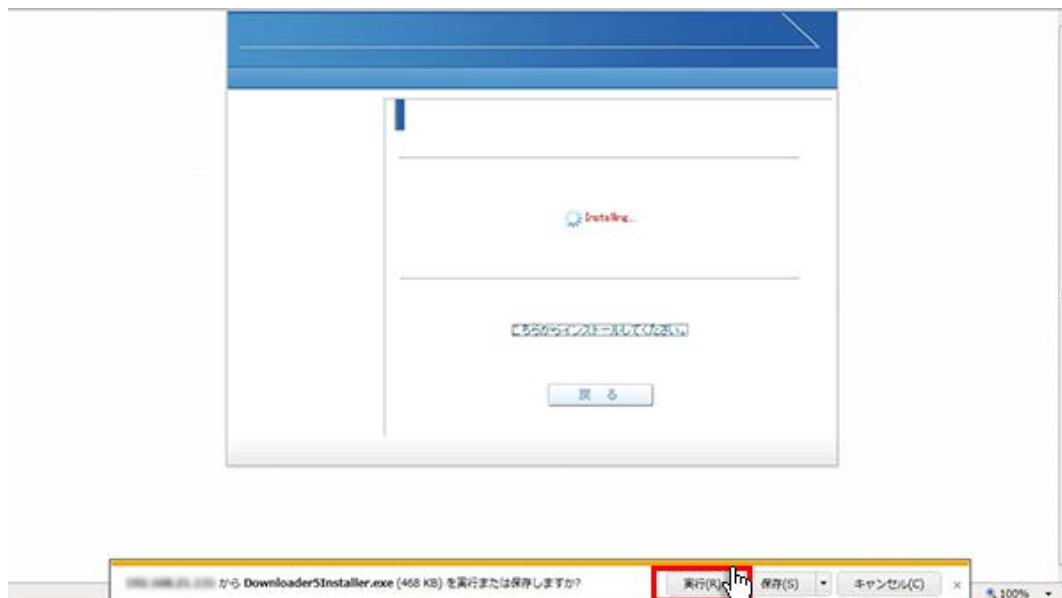 Installing...
こちらからインストールしてください。
戻 る
から Downloader5Installer.exe (468 KB) を実行または保存しますか?
実行(R)
保存(S)
キャンセル(C)
×
100%